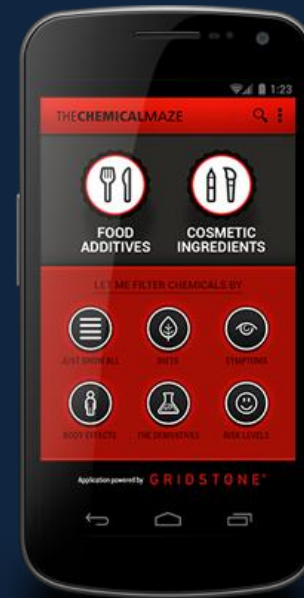 1:23
THECHEMICALMAZE
FOOD
ADDITIVES
COSMETIC
INGREDIENTS
LET ME FILTER CHEMICALS BY
JUST SHOW ALL
DIETS
SYMPTOMS
BODY EFFECTS
THE DERIVATIVES
RISK LEVELS
Application powered by GRIDSTONE